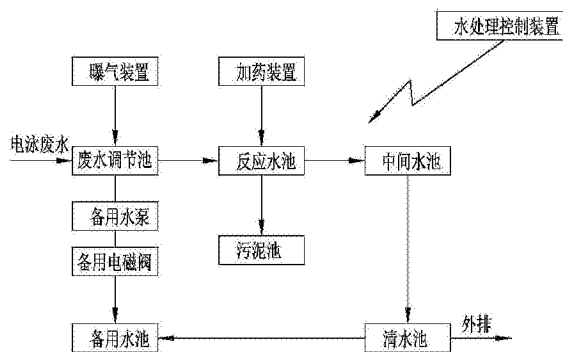 水处理控制装置
曝气装置
加药装置
电泳废水
废水调节池
反应水池
中间水池
备用水泵
污泥池
备用电磁阀
备用水池
清水池
外排